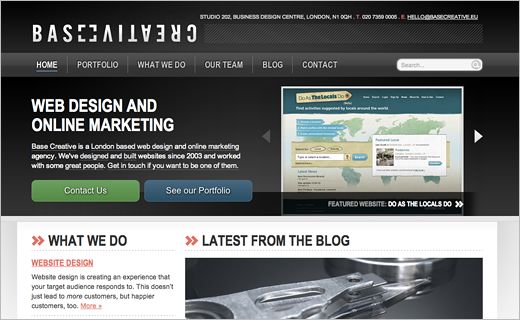 STUDIO 202, BUSINESS DESIGN CENTRE, LONDON, N1 0QH . T. 020 7359 0005 . E. HELLO@BASECREATIVE.EU
BASE CREATIVE
HOME PORTFOLIO WHAT WE DO OUR TEAM BLOG CONTACT
Search...
WEB DESIGN AND
ONLINE MARKETING
Base Creative is a London based web design and online marketing
agency. We've designed and built websites since 2003 and worked
with some great people. Get in touch if you want to be one of them.
Contact Us
See our Portfolio
Do As The Locals Do
Find activities suggested by locals around the world.
Featured Local
Latest News
FEATURED WEBSITE: DO AS THE LOCALS DO
WHAT WE DO
WEBSITE DESIGN
Website design is creating an experience that
your target audience responds to. This doesn't
just lead to more customers, but happier
customers, too. More »
LATEST FROM THE BLOG